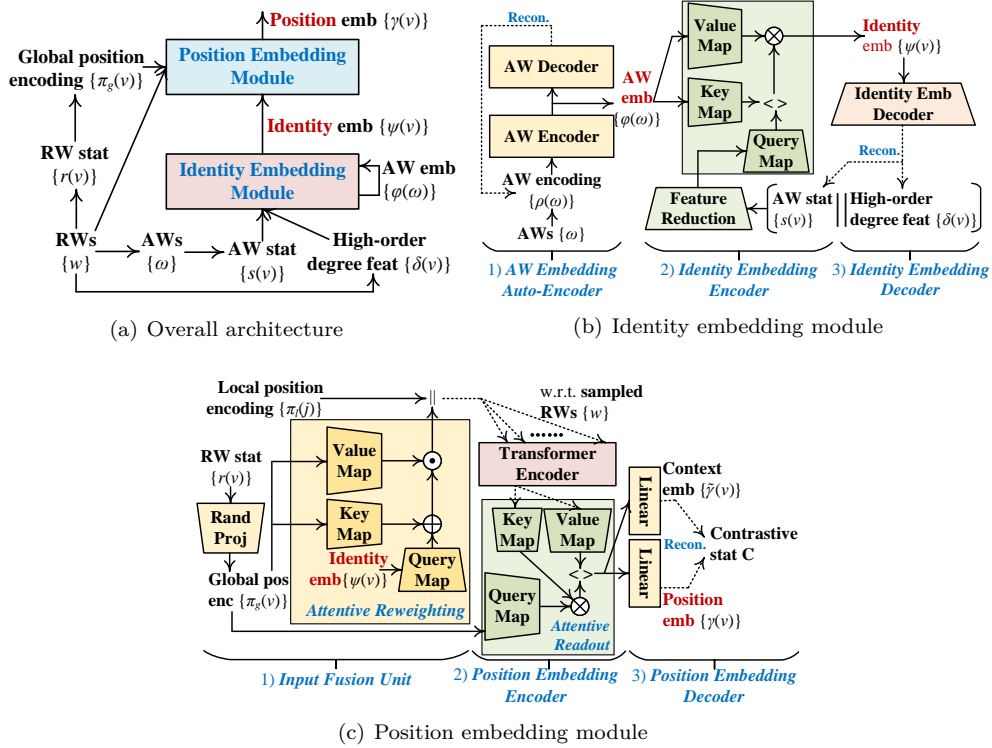 Position emb {γ(v)}
Position Embedding
Module
Global position
encoding {π_g(v)}
Identity emb {ψ(v)}
RW stat
{r(v)}
Identity Embedding
Module
AW emb
{φ(ω)}
RWs
{w}
AWs
{ω}
AW stat
{s(v)}
High-order
degree feat {δ(v)}
(a) Overall architecture
Recon.
AW Decoder
AW Encoder
AW
emb
{φ(ω)}
AW encoding
{ρ(ω)}
AWs {ω}
Value
Map
Key
Map
⊗
< >
Query
Map
Feature
Reduction
Identity
emb {ψ(v)}
Identity Emb
Decoder
Recon.
AW stat
{s(v)}
||
High-order
degree feat {δ(v)}
1) AW Embedding
Auto-Encoder
2) Identity Embedding
Encoder
3) Identity Embedding
Decoder
(b) Identity embedding module
Local position
encoding {π_l(j)}
||
w.r.t. sampled
RWs {w}
......
RW stat
{r(v)}
Rand
Proj
Global pos
enc {π_g(v)}
Value
Map
Key
Map
Identity
emb{ψ(v)}
Query
Map
Attentive Reweighting
Transformer
Encoder
Key
Map
Value
Map
< >
Query
Map
⊗
Attentive
Readout
Linear
Linear
Context
emb {γ̃(v)}
Recon.
Contrastive
stat C
Position
emb {γ(v)}
1) Input Fusion Unit
2) Position Embedding
Encoder
3) Position Embedding
Decoder
(c) Position embedding module